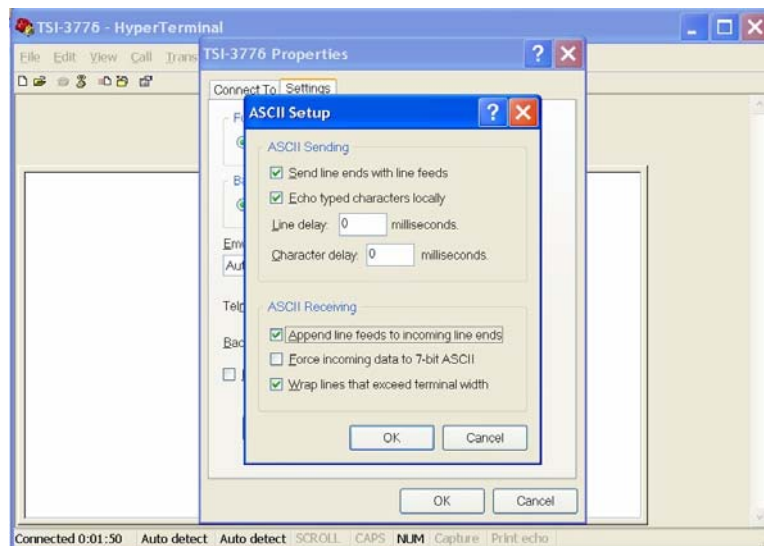 TSI-3776 - HyperTerminal
File Edit View Call Trans
TSI-3776 Properties
Connect To Settings
ASCII Setup
ASCII Sending
Send line ends with line feeds
Echo typed characters locally
Line delay: 0 milliseconds.
Character delay: 0 milliseconds.
ASCII Receiving
Append line feeds to incoming line ends
Force incoming data to 7-bit ASCII
Wrap lines that exceed terminal width
OK Cancel
OK Cancel
Connected 0:01:50 Auto detect Auto detect SCROLL CAPS NUM Capture Print echo